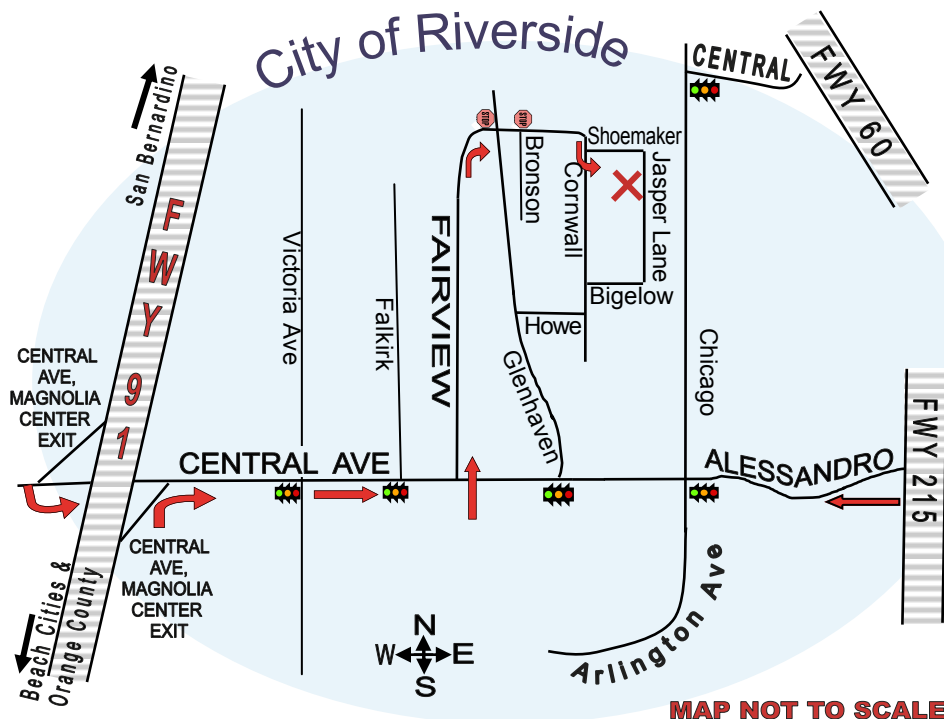 City of Riverside
San Bernardino
CENTRAL
FWY 60
STOP
STOP
Shoemaker
Bronson
Cornwall
Jasper Lane
FWY 91
Victoria Ave
Falkirk
FAIRVIEW
Bigelow
Howe
Glenhaven
Chicago
CENTRAL
AVE,
MAGNOLIA
CENTER
EXIT
CENTRAL AVE
ALESSANDRO
FWY 215
CENTRAL
AVE,
MAGNOLIA
CENTER
EXIT
Beach Cities &
Orange County
N
W E
S
Arlington Ave
MAP NOT TO SCALE